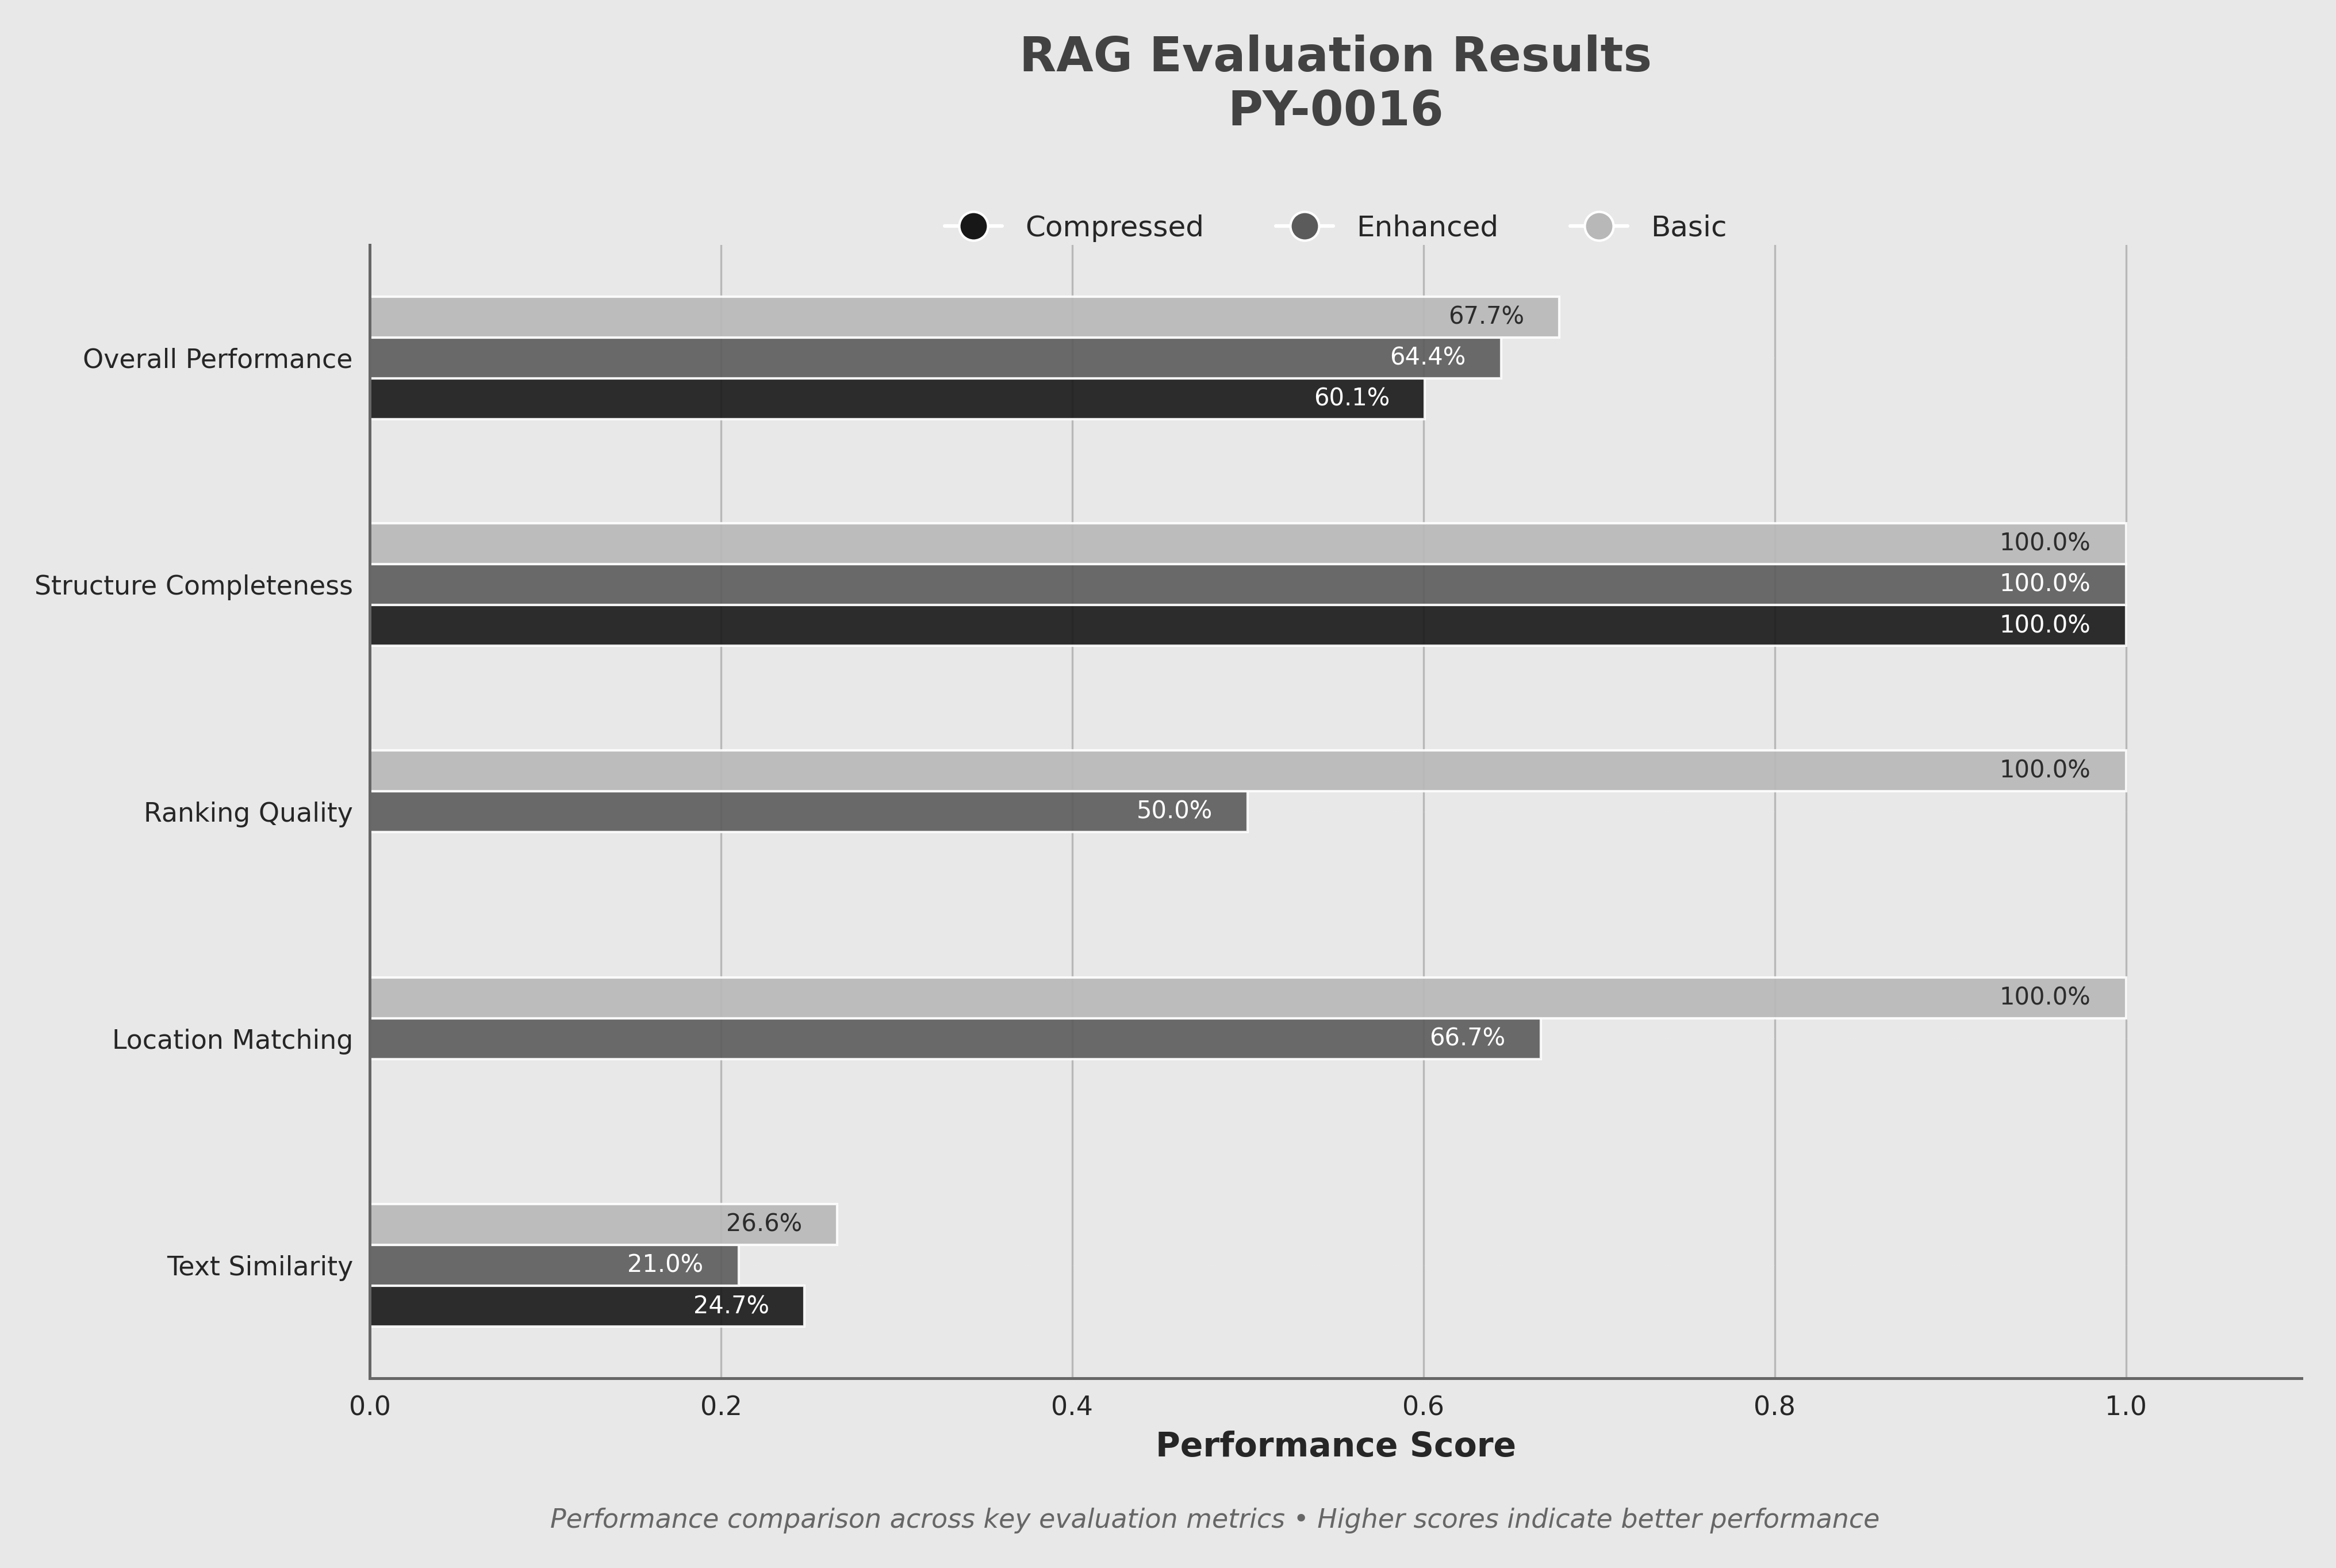 RAG Evaluation Results
PY-0016
Compressed Enhanced Basic
67.7%
Overall Performance 64.4%
60.1%
100.0%
Structure Completeness 100.0%
100.0%
100.0%
Ranking Quality 50.0%
100.0%
Location Matching 66.7%
26.6%
Text Similarity 21.0%
24.7%
0.0 0.2 0.4 0.6 0.8 1.0
Performance Score
Performance comparison across key evaluation metrics • Higher scores indicate better performance